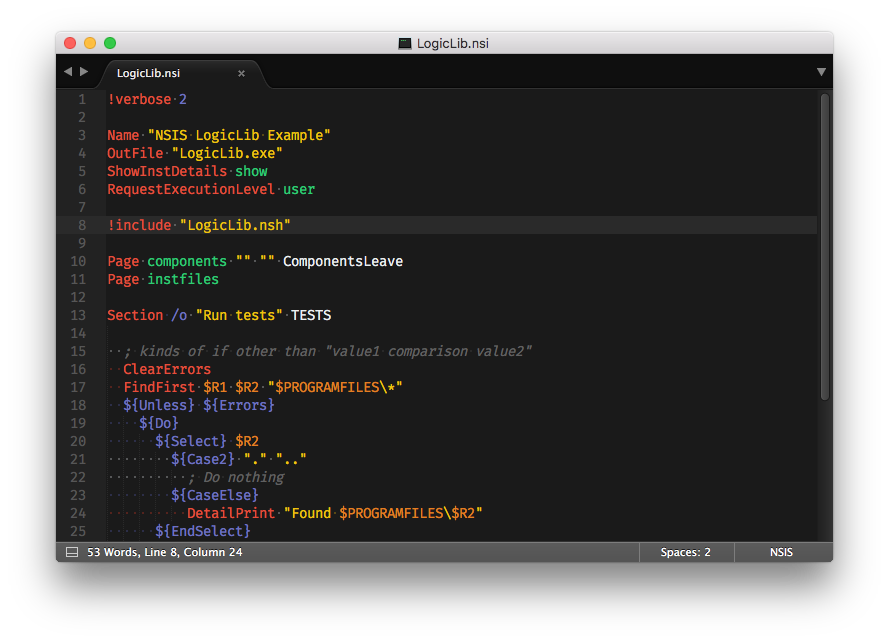 LogicLib.nsi
LogicLib.nsi ×
1 !verbose 2
2
3 Name "NSIS LogicLib Example"
4 OutFile "LogicLib.exe"
5 ShowInstDetails show
6 RequestExecutionLevel user
7
8 !include "LogicLib.nsh"
9
10 Page components "" "" ComponentsLeave
11 Page instfiles
12
13 Section /o "Run tests" TESTS
14
15   ; kinds of if other than "value1 comparison value2"
16   ClearErrors
17   FindFirst $R1 $R2 "$PROGRAMFILES\*"
18   ${Unless} ${Errors}
19     ${Do}
20       ${Select} $R2
21         ${Case2} "." ".."
22           ; Do nothing
23         ${CaseElse}
24           DetailPrint "Found $PROGRAMFILES\$R2"
25       ${EndSelect}
53 Words, Line 8, Column 24 Spaces: 2 NSIS